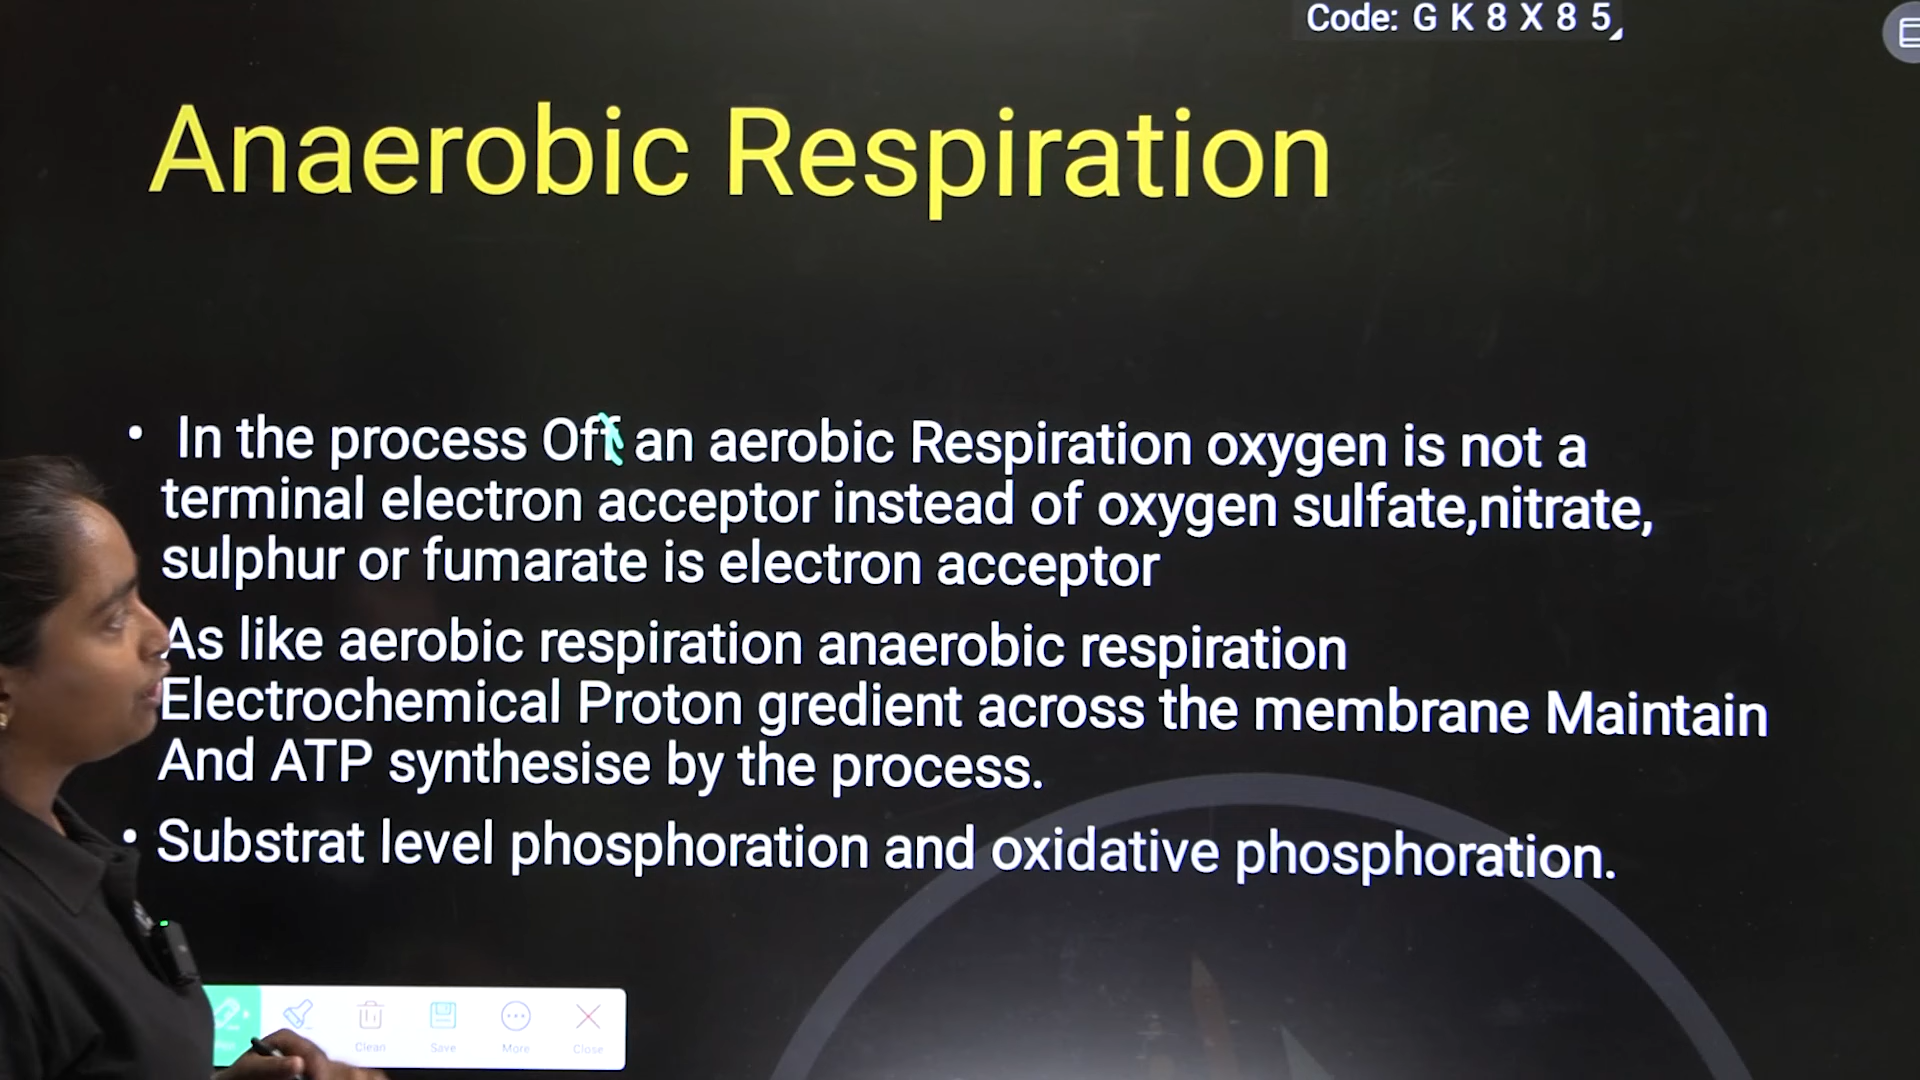 Code: G K 8 X 8 5
Anaerobic Respiration
• In the process Off an aerobic Respiration oxygen is not a
terminal electron acceptor instead of oxygen sulfate,nitrate,
sulphur or fumarate is electron acceptor
As like aerobic respiration anaerobic respiration
Electrochemical Proton gredient across the membrane Maintain
And ATP synthesise by the process.
• Substrat level phosphoration and oxidative phosphoration.
Clean Save More Close